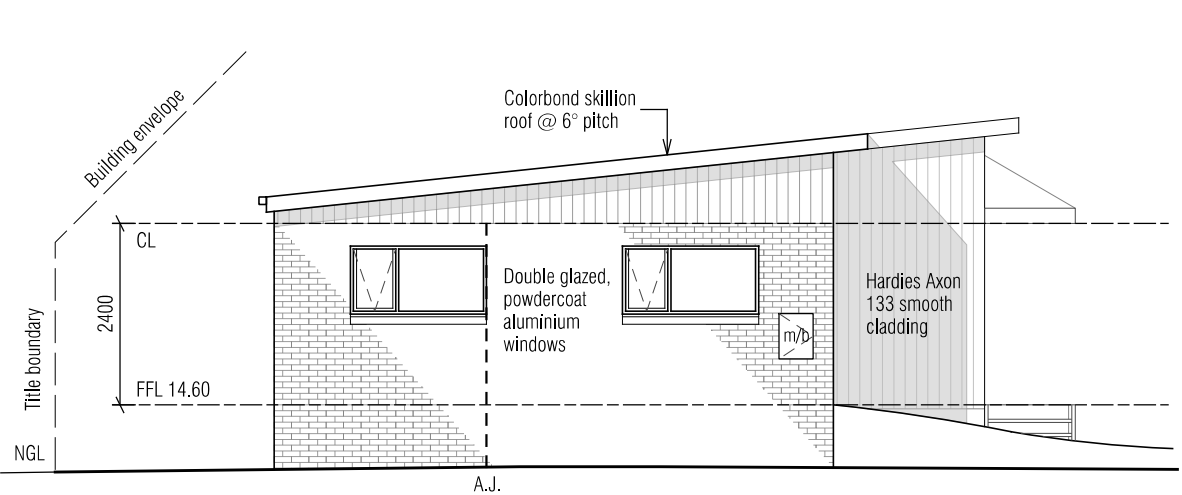 Colorbond skillion
roof @ 6° pitch
Building envelope
CL
2400
Double glazed,
powdercoat
aluminium
windows
Hardies Axon
133 smooth
cladding
m/b
Title boundary
FFL 14.60
NGL
A.J.